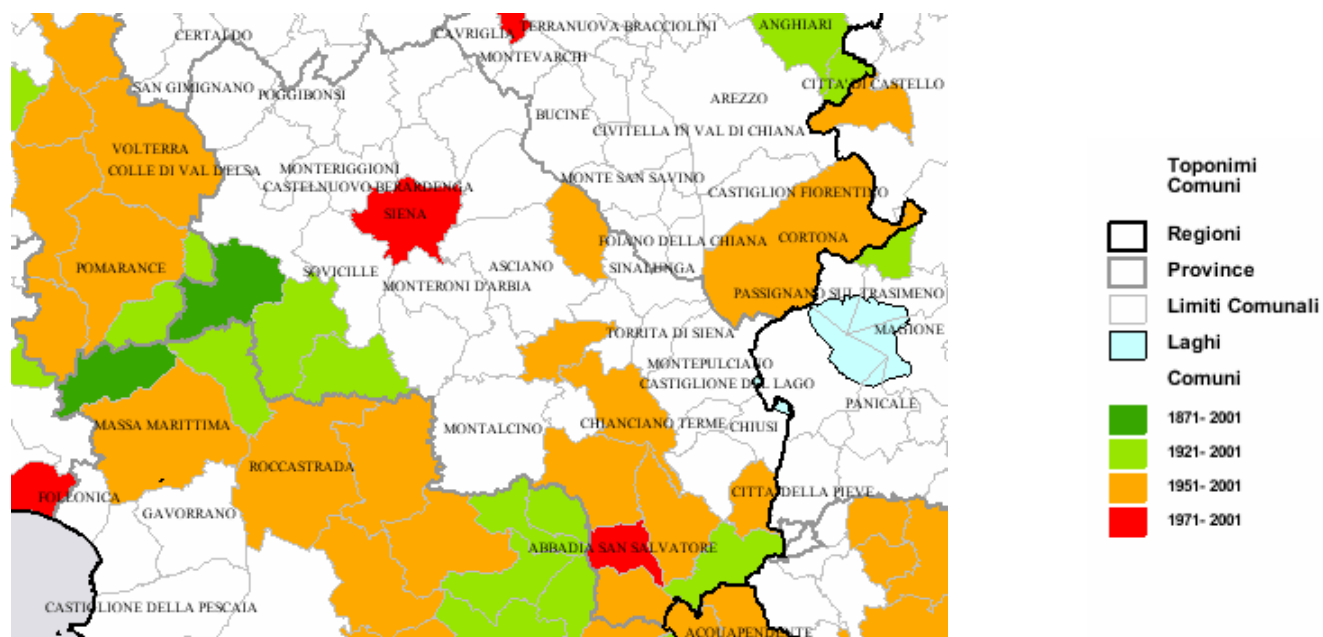 CERTALDO
CAVRIGLIA
TERRANUOVA BRACCIOLINI
ANGHIARI
MONTEVARCHI
SAN GIMIGNANO
POGGIBONSI
CITTA' DI CASTELLO
AREZZO
BUCINE
CIVITELLA IN VAL DI CHIANA
VOLTERRA
COLLE DI VAL D'ELSA
MONTERIGGIONI
CASTELNUOVO BERARDENGA
MONTE SAN SAVINO
CASTIGLION FIORENTINO
SIENA
FOIANO DELLA CHIANA
CORTONA
POMARANCE
SOVICILLE
ASCIANO
SINALUNGA
MONTERONI D'ARBIA
PASSIGNANO SUL TRASIMENO
MAGIONE
TORRITA DI SIENA
MONTEPULCIANO
CASTIGLIONE DEL LAGO
PANICALE
MASSA MARITTIMA
MONTALCINO
CHIANCIANO TERME
CHIUSI
ROCCASTRADA
CITTA' DELLA PIEVE
FOLLONICA
GAVORRANO
ABBADIA SAN SALVATORE
CASTIGLIONE DELLA PESCAIA
ACQUAPENDENTE
Toponimi
Comuni
Regioni
Province
Limiti Comunali
Laghi
Comuni
1871- 2001
1921- 2001
1951- 2001
1971- 2001